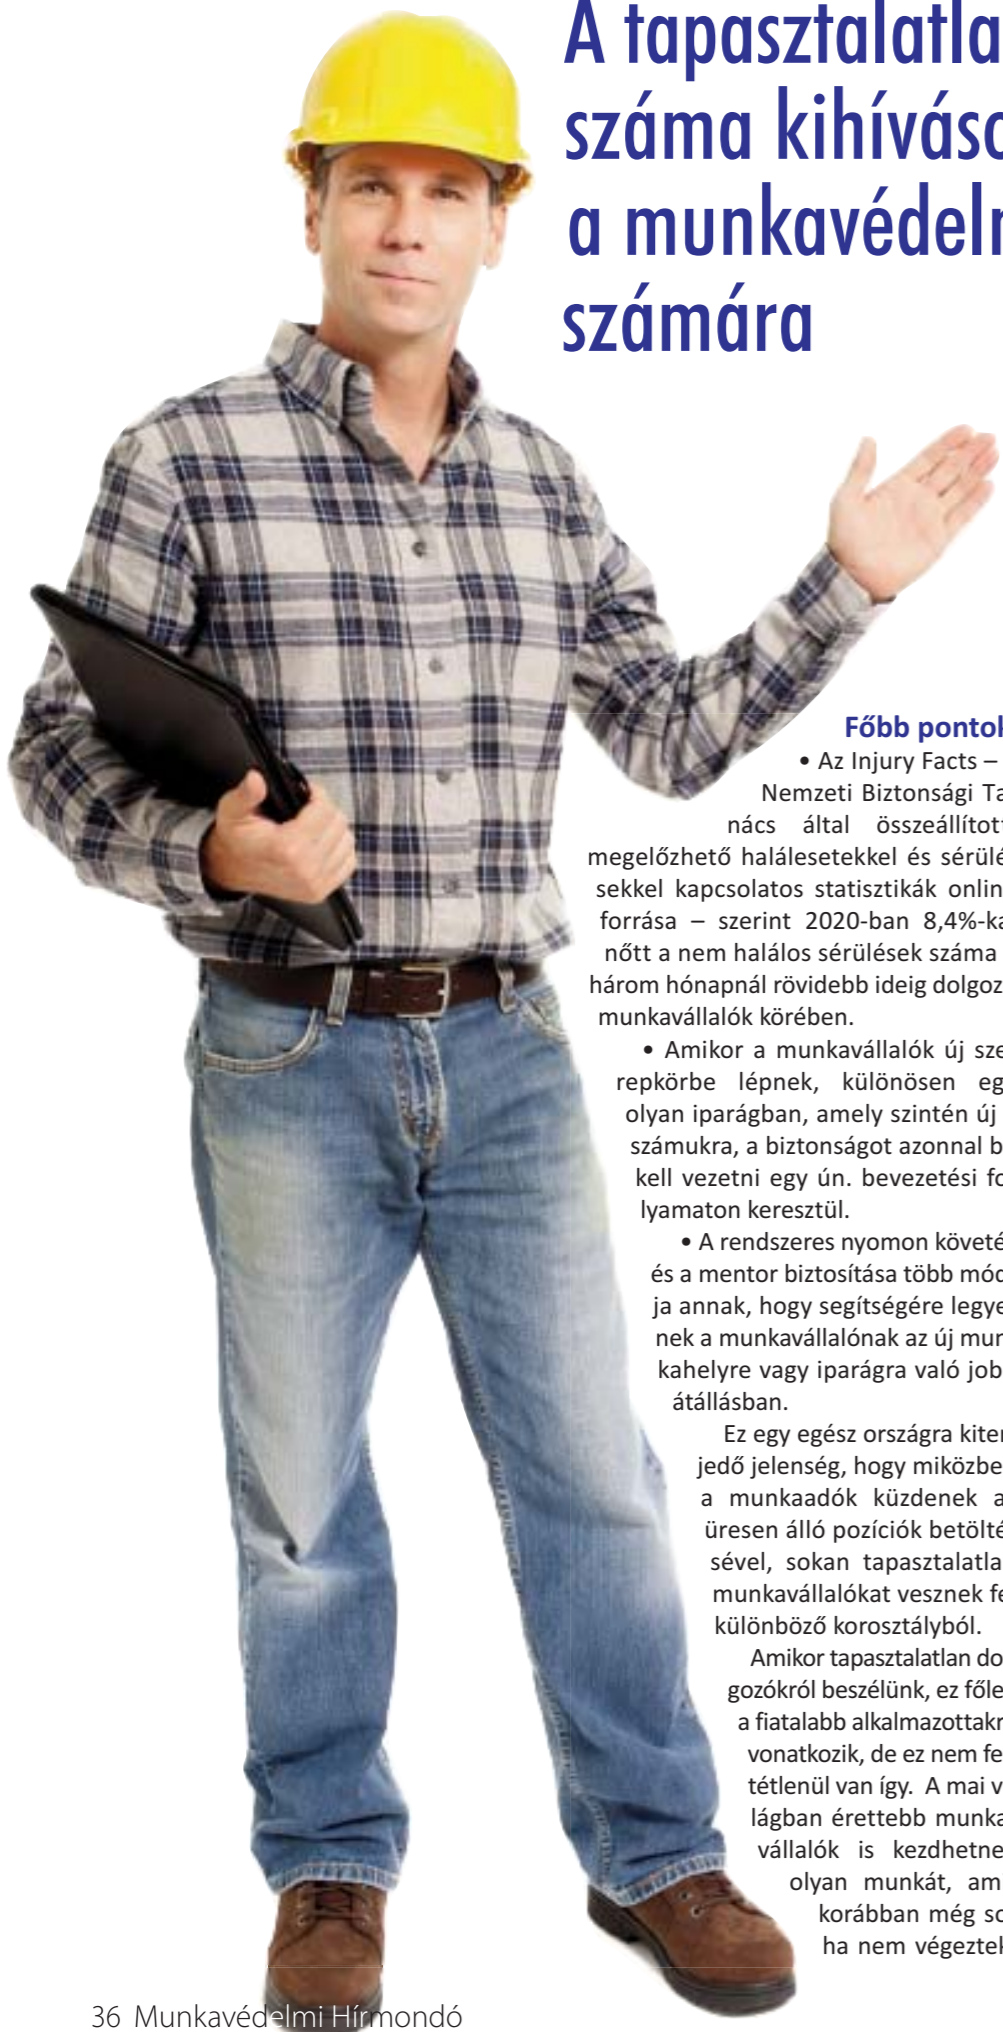 A tapasztalatla
száma kihíváso
a munkavédelm
számára
Főbb pontok
• Az Injury Facts –
Nemzeti Biztonsági Ta
nács által összeállított
megelőzhető halálesetekkel és sérülé
sekkel kapcsolatos statisztikák onlin
forrása – szerint 2020-ban 8,4%-ka
nőtt a nem halálos sérülések száma
három hónapnál rövidebb ideig dolgoz
munkavállalók körében.
• Amikor a munkavállalók új sze
repkörbe lépnek, különösen eg
olyan iparágban, amely szintén új
számukra, a biztonságot azonnal b
kell vezetni egy ún. bevezetési fo
lyamaton keresztül.
• A rendszeres nyomon követé
és a mentor biztosítása több mód
ja annak, hogy segítségére legye
nek a munkavállalónak az új mun
kahelyre vagy iparágra való job
átállásban.
Ez egy egész országra kiter
jedő jelenség, hogy miközbe
a munkaadók küzdenek a
üresen álló pozíciók betölté
sével, sokan tapasztalatla
munkavállalókat vesznek fe
különböző korosztályból.
Amikor tapasztalatlan do
gozókról beszélünk, ez főle
a fiatalabb alkalmazottakr
vonatkozik, de ez nem fe
tétlenül van így. A mai v
lágban érettebb munka
vállalók is kezdhetne
olyan munkát, am
korábban még so
ha nem végeztek
36 Munkavédelmi Hírmondó